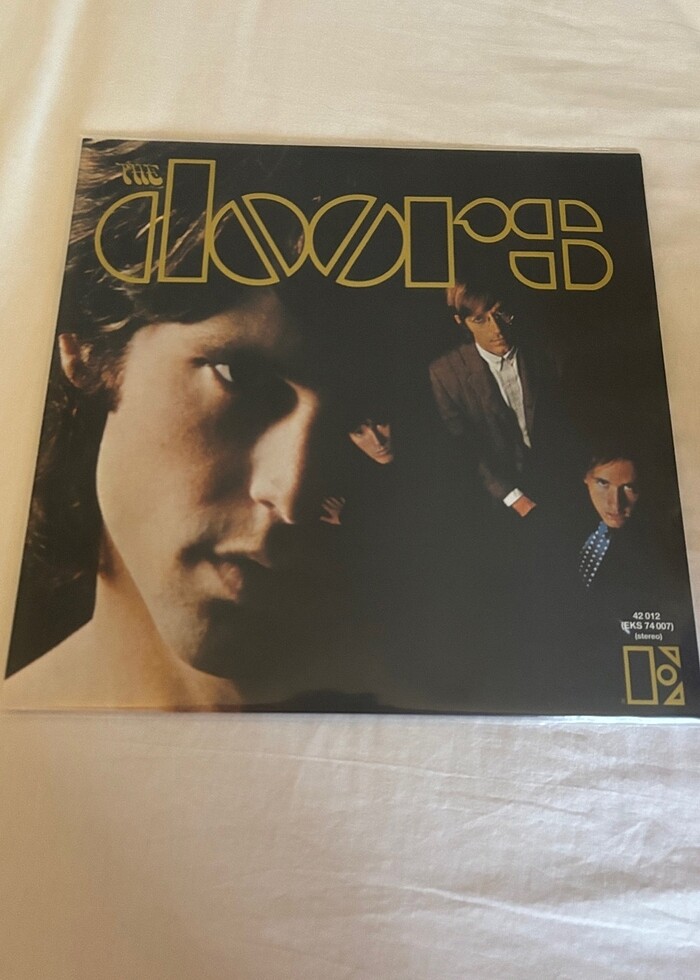 THE
doors
42 012
(EKS 74 007)
(stereo)